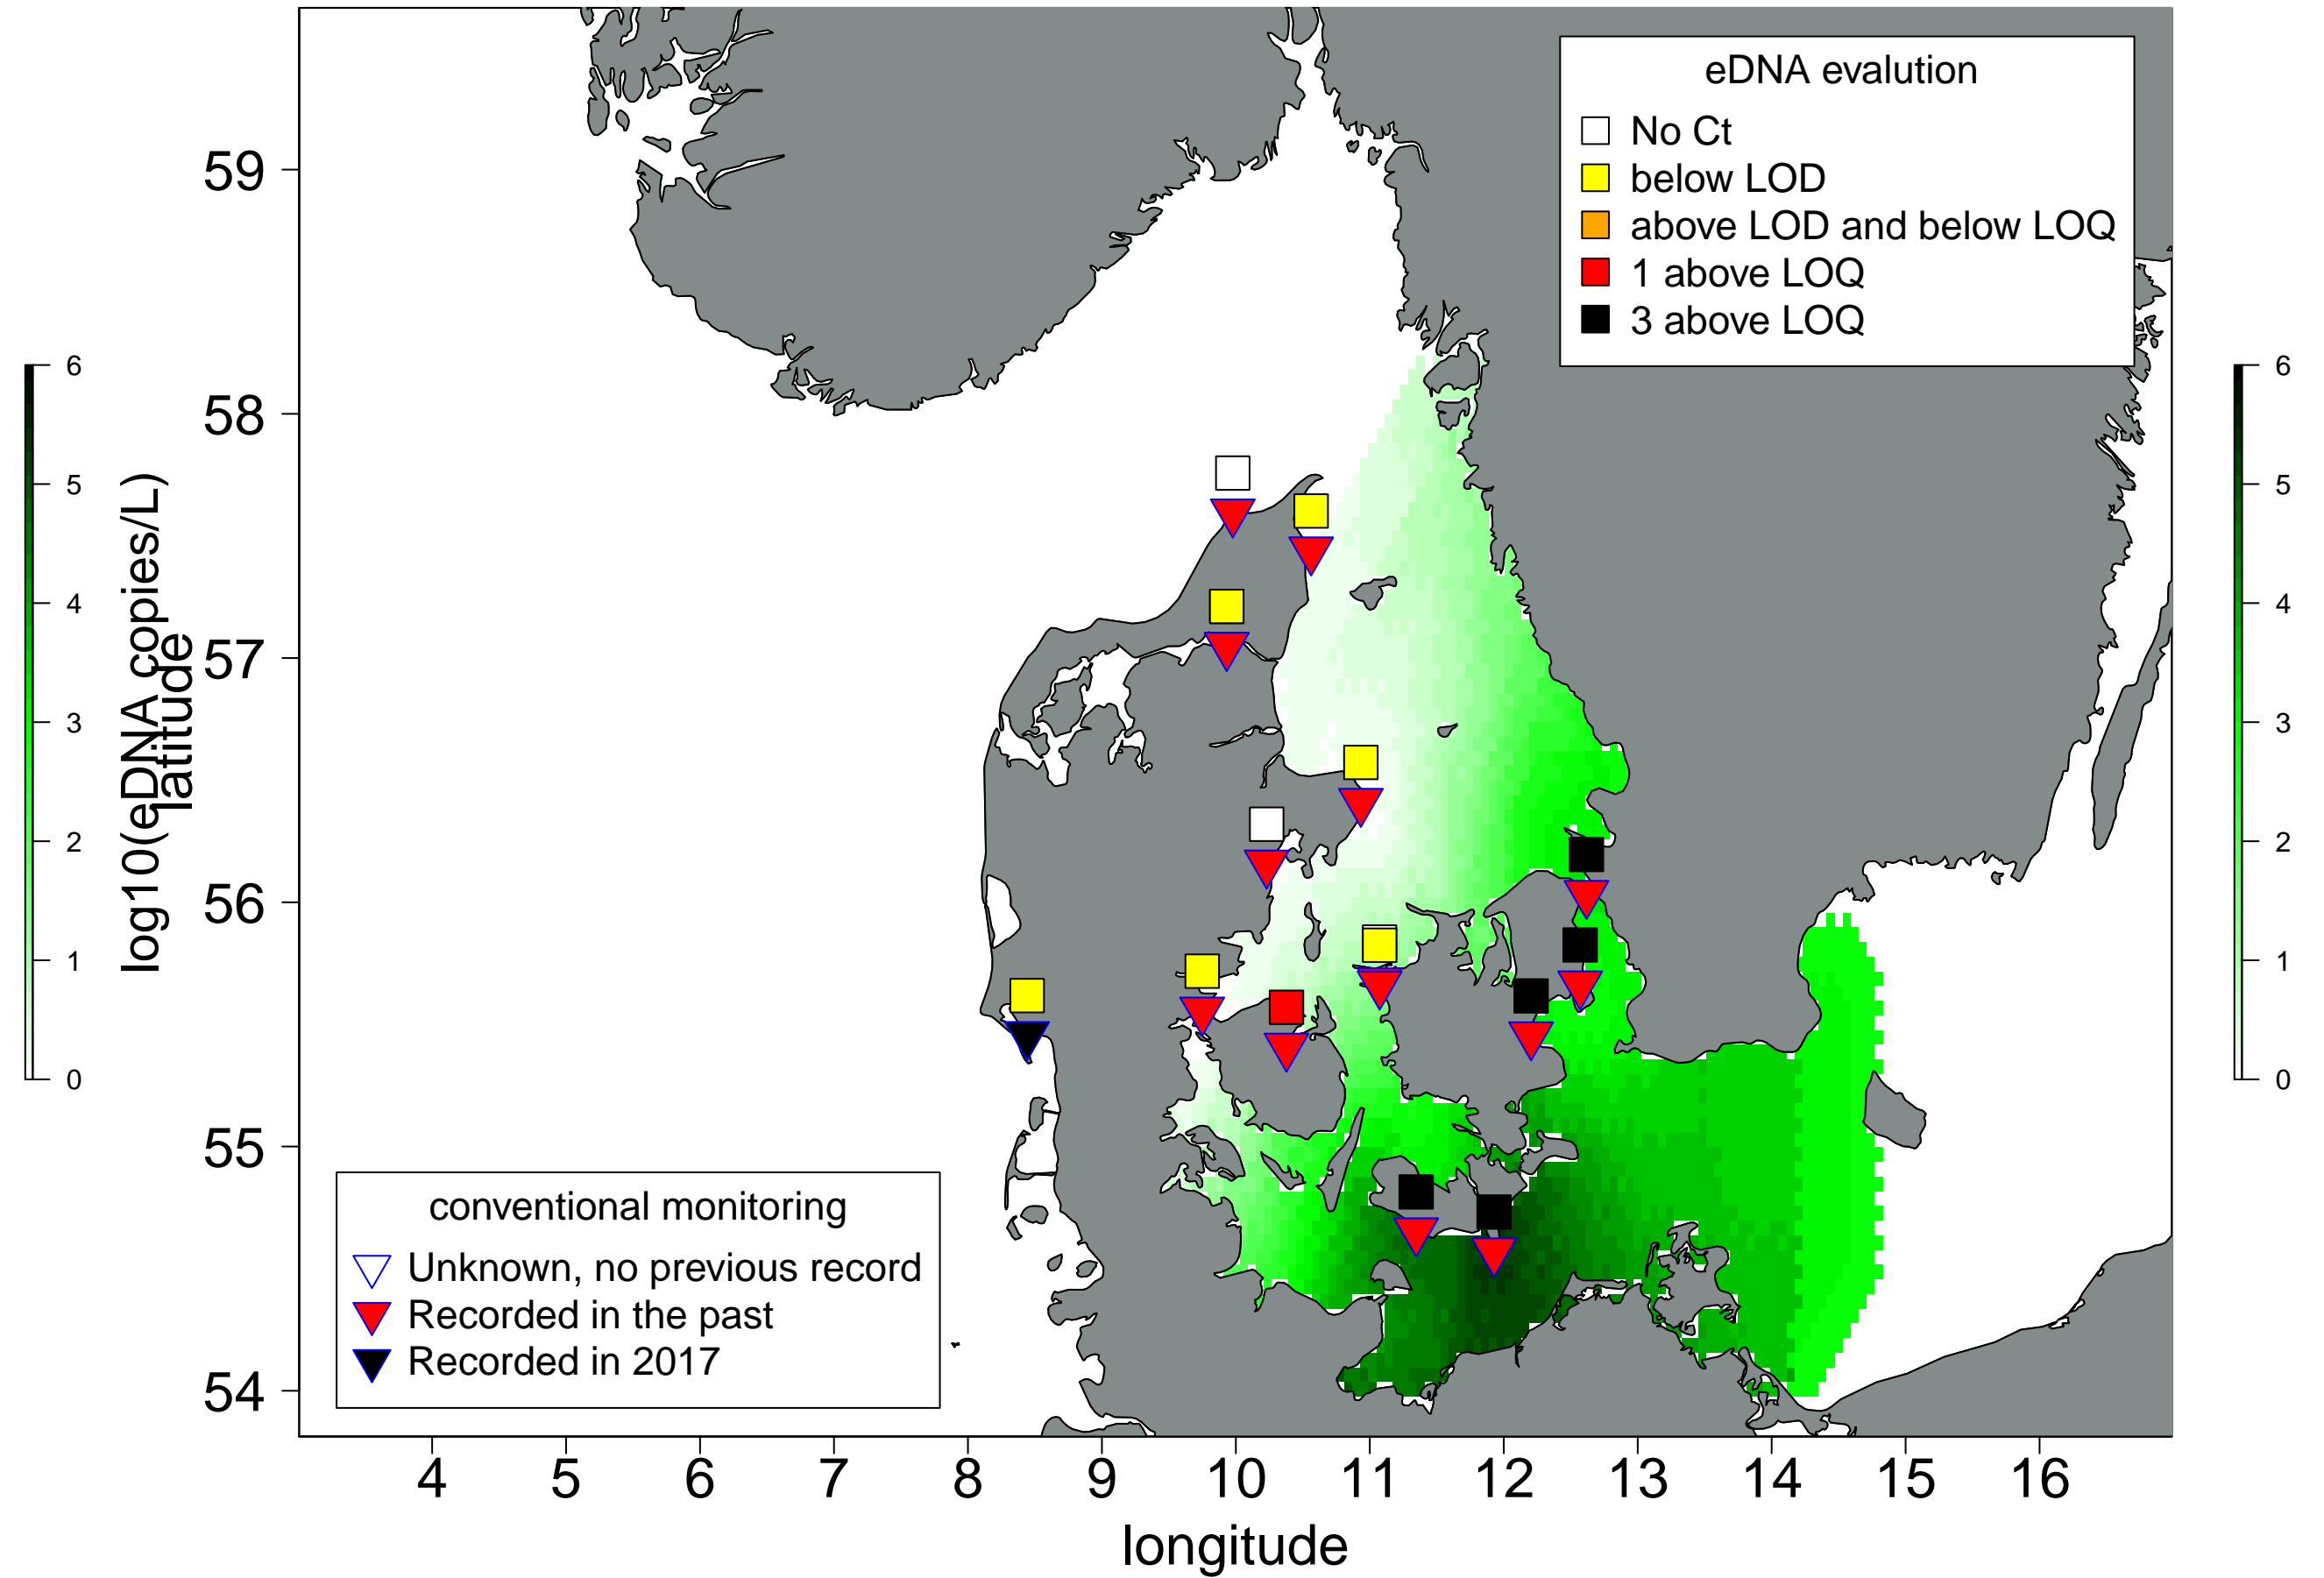 eDNA evalution
No Ct
below LOD
above LOD and below LOQ
1 above LOQ
3 above LOQ
59
58
57
56
55
54
6
5
4
3
2
1
0
log10(eDNA copies/L)
latitude
6
5
4
3
2
1
0
conventional monitoring
Unknown, no previous record
Recorded in the past
Recorded in 2017
4 5 6 7 8 9 10 11 12 13 14 15 16
longitude